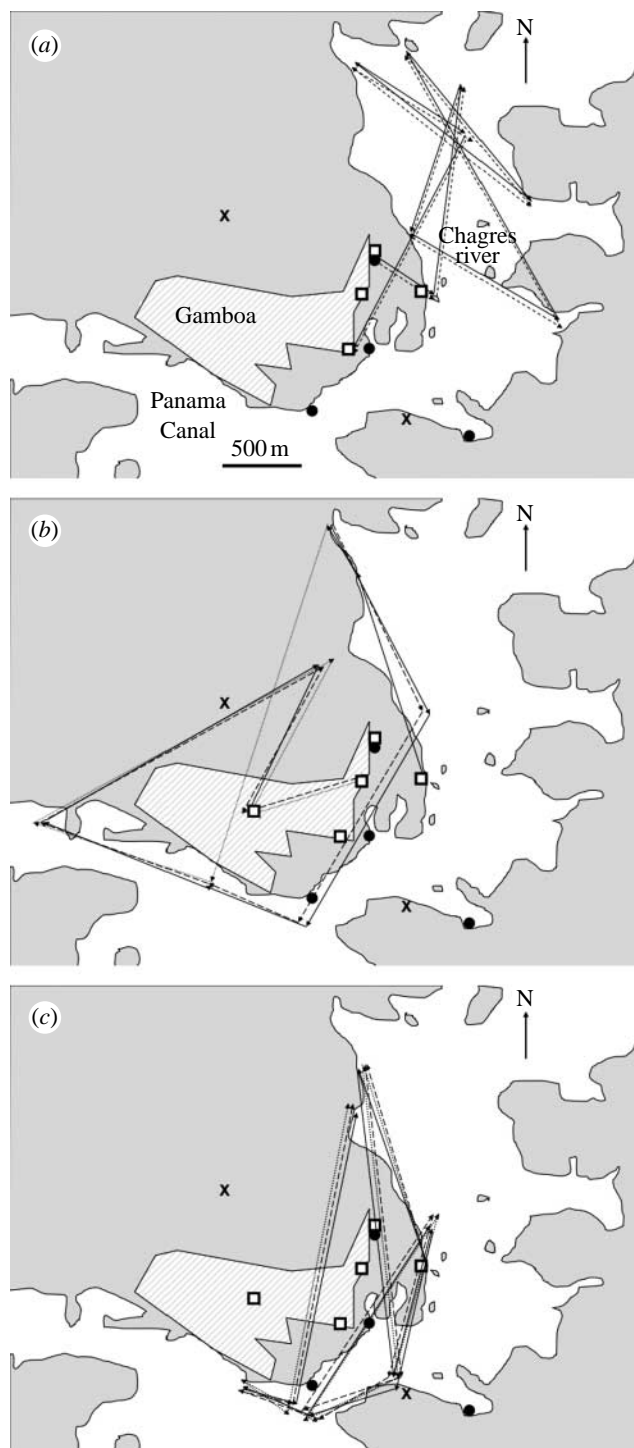 (a)
N
X
Chagres
river
Gamboa
Panama
Canal
X
500 m
(b)
N
X
X
(c)
N
X
X